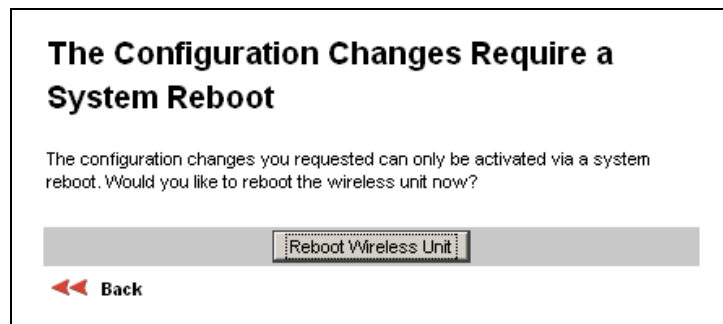 The Configuration Changes Require a
System Reboot
The configuration changes you requested can only be activated via a system
reboot. Would you like to reboot the wireless unit now?
Reboot Wireless Unit
Back